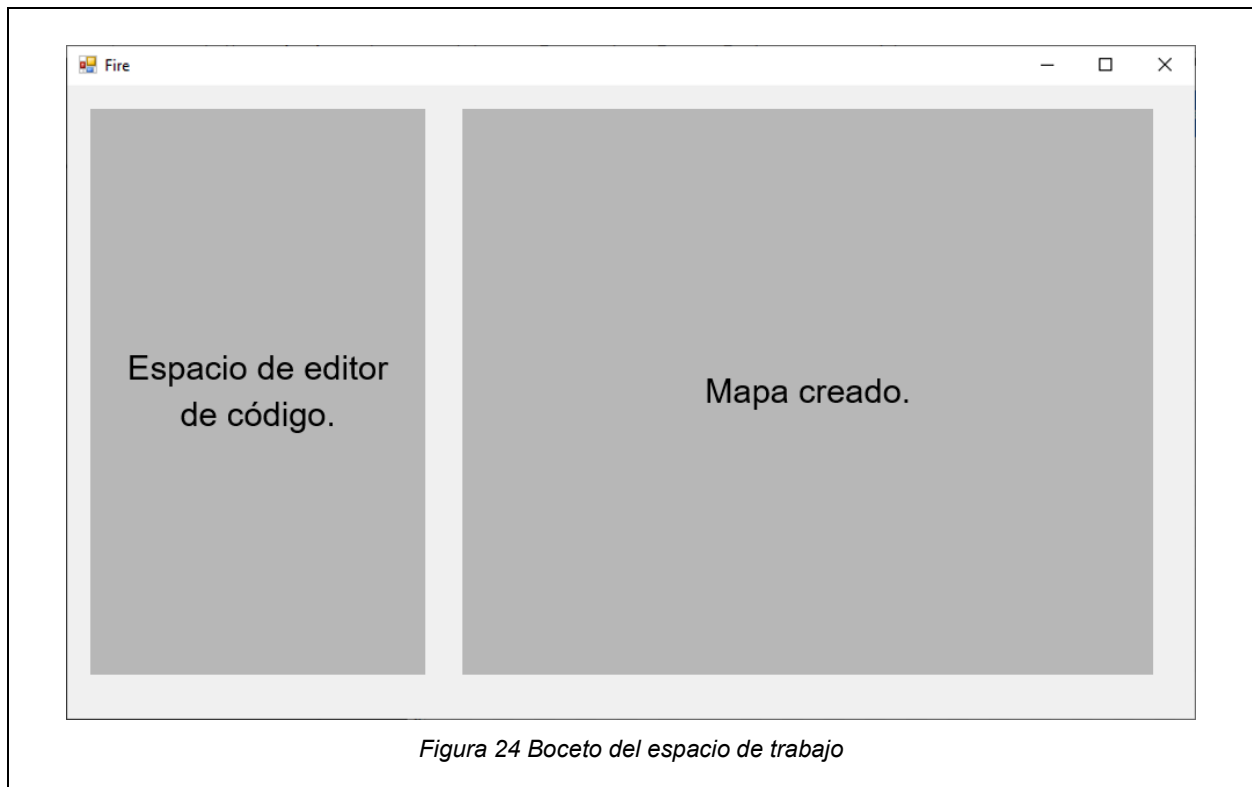 Fire
Espacio de editor
de código.
Mapa creado.
Figura 24 Boceto del espacio de trabajo